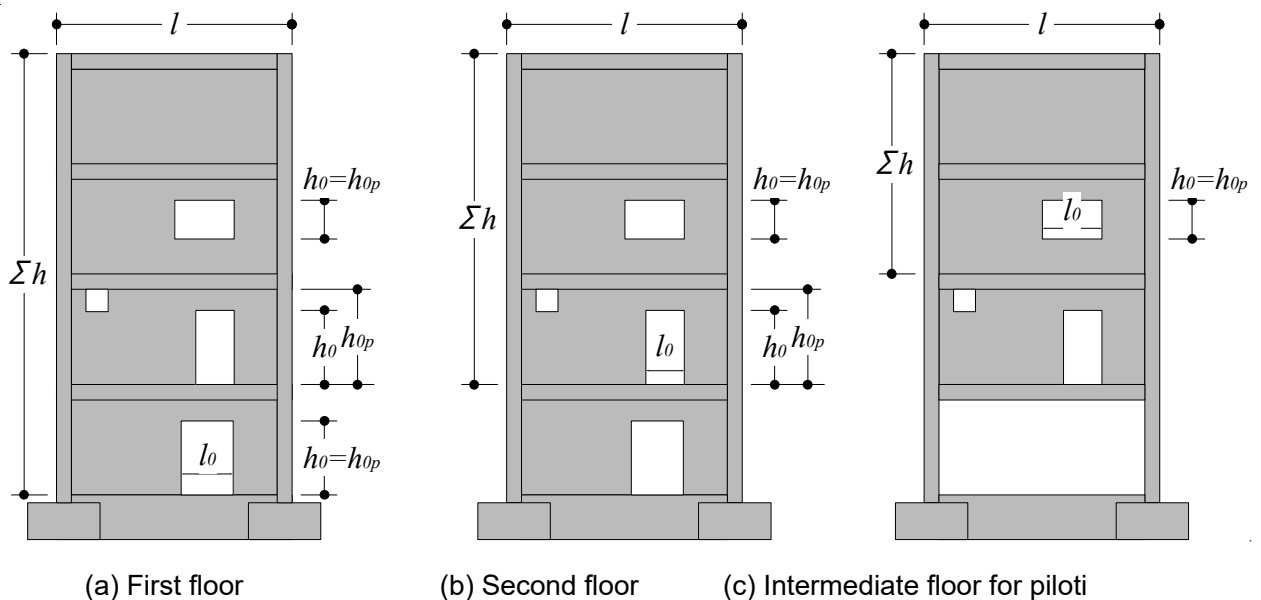 l
Σh
h0=h0p
h0
h0p
l0
h0=h0p
l
Σh
h0=h0p
l0
h0
h0p
l
Σh
l0
h0=h0p
(a) First floor
(b) Second floor
(c) Intermediate floor for piloti